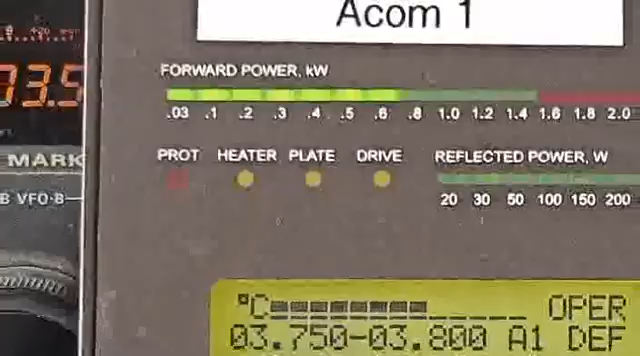 Acom 1
FORWARD POWER, kW
.03 .1 .2 .3 .4 .5 .6 .8 1.0 1.2 1.4 1.6 1.8 2.0
03.5
PROT HEATER PLATE DRIVE REFLECTED POWER, W
MARK
20 30 50 100 150 200
VFO-B
°C OPER
03.750-03.800 A1 DEF